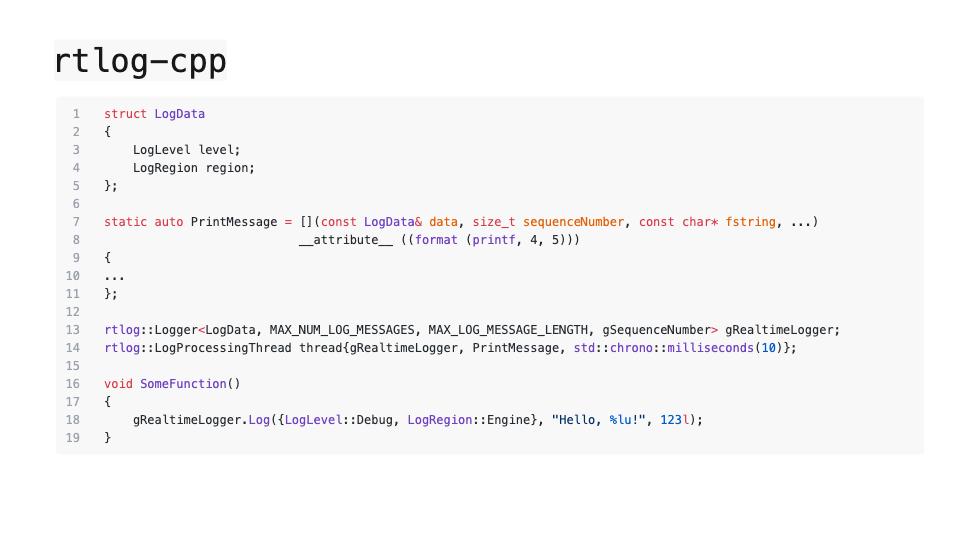 rtlog-cpp
1 struct LogData
2 {
3     LogLevel level;
4     LogRegion region;
5 };
6
7 static auto PrintMessage = [](const LogData& data, size_t sequenceNumber, const char* fstring, ...)
8                            __attribute__ ((format (printf, 4, 5)))
9 {
10 ...
11 };
12
13 rtlog::Logger<LogData, MAX_NUM_LOG_MESSAGES, MAX_LOG_MESSAGE_LENGTH, gSequenceNumber> gRealtimeLogger;
14 rtlog::LogProcessingThread thread{gRealtimeLogger, PrintMessage, std::chrono::milliseconds(10)};
15
16 void SomeFunction()
17 {
18     gRealtimeLogger.Log({LogLevel::Debug, LogRegion::Engine}, "Hello, %lu!", 123l);
19 }